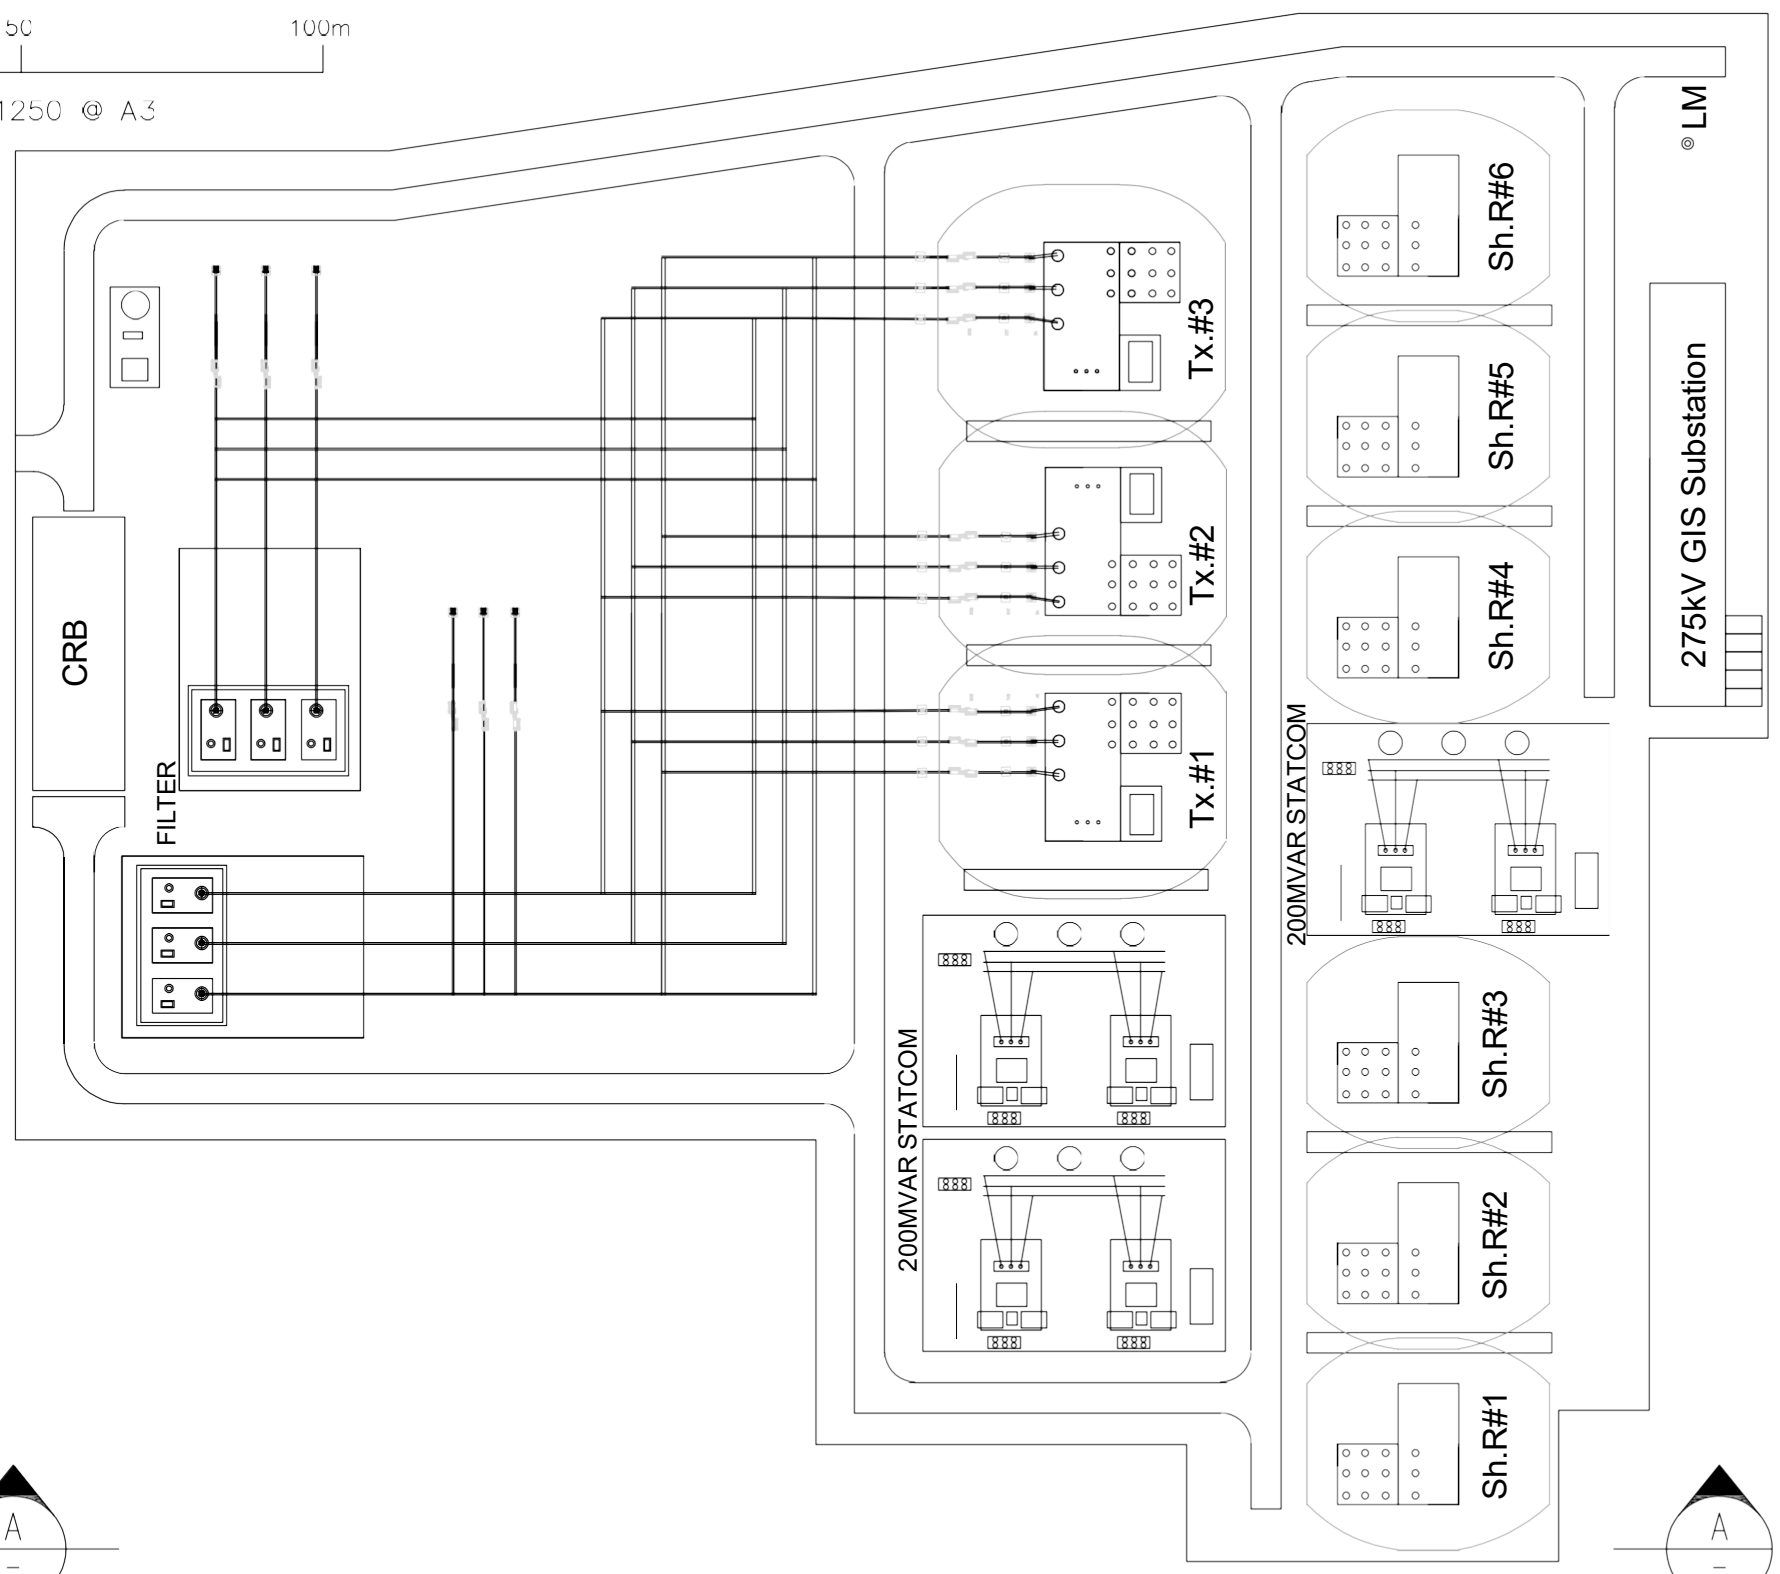 50 100m
1250 @ A3
LM
Sh.R#6
Tx.#3
Sh.R#5
275kV GIS Substation
Tx.#2
Sh.R#4
CRB
Tx.#1
200MVAR STATCOM
FILTER
Sh.R#3
200MVAR STATCOM
Sh.R#2
Sh.R#1
A
–
A
–